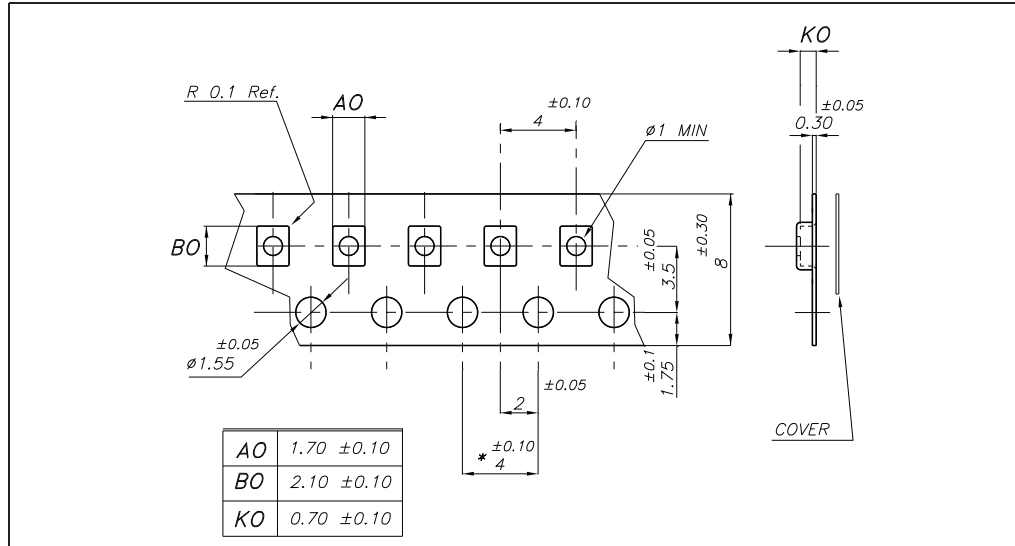 KO
±0.05
0.30
R 0.1 Ref.
AO
±0.10
4
ø1 MIN
BO
±0.05
3.5
±0.30
8
±0.1
1.75
±0.05
ø1.55
±0.05
2
±0.10
* 4
COVER
AO 1.70 ±0.10
BO 2.10 ±0.10
KO 0.70 ±0.10